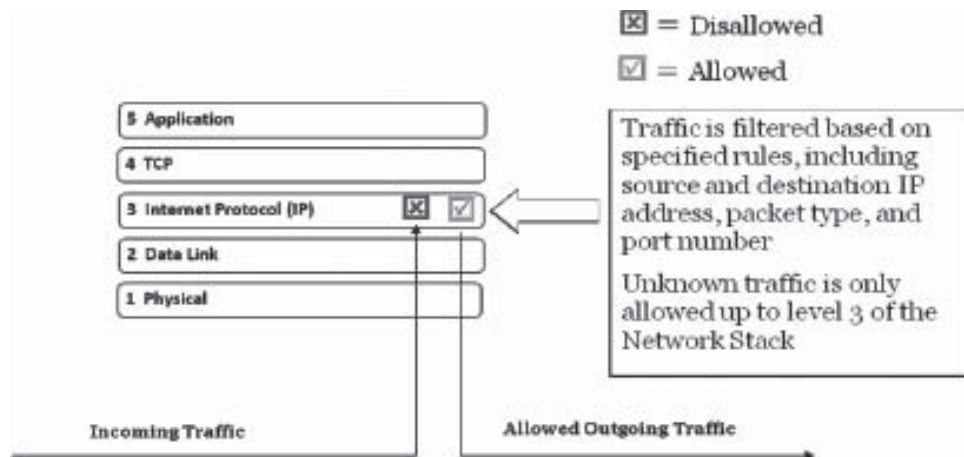 = Disallowed
= Allowed
5 Application
4 TCP
3 Internet Protocol (IP)
2 Data Link
1 Physical
Traffic is filtered based on
specified rules, including
source and destination IP
address, packet type, and
port number
Unknown traffic is only
allowed up to level 3 of the
Network Stack
Incoming Traffic
Allowed Outgoing Traffic